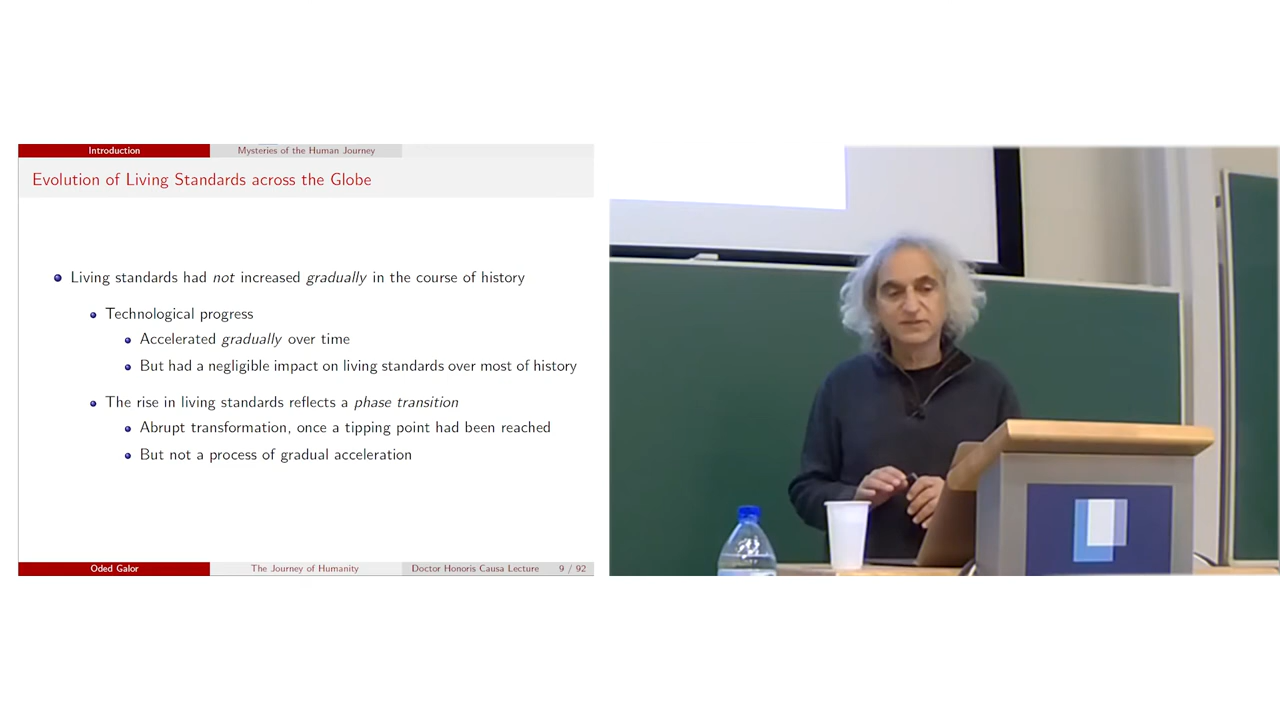 Introduction
Mysteries of the Human Journey
Evolution of Living Standards across the Globe
Living standards had not increased gradually in the course of history
Technological progress
Accelerated gradually over time
But had a negligible impact on living standards over most of history
The rise in living standards reflects a phase transition
Abrupt transformation, once a tipping point had been reached
But not a process of gradual acceleration
Oded Galor
The Journey of Humanity
Doctor Honoris Causa Lecture
9 / 92